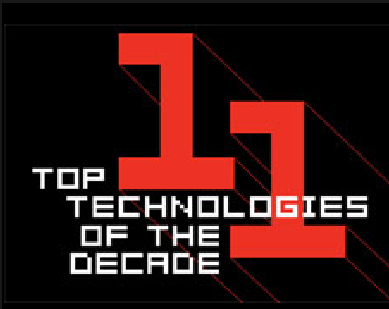 11
TOP
TECHNOLOGIES
OF THE
DECADE